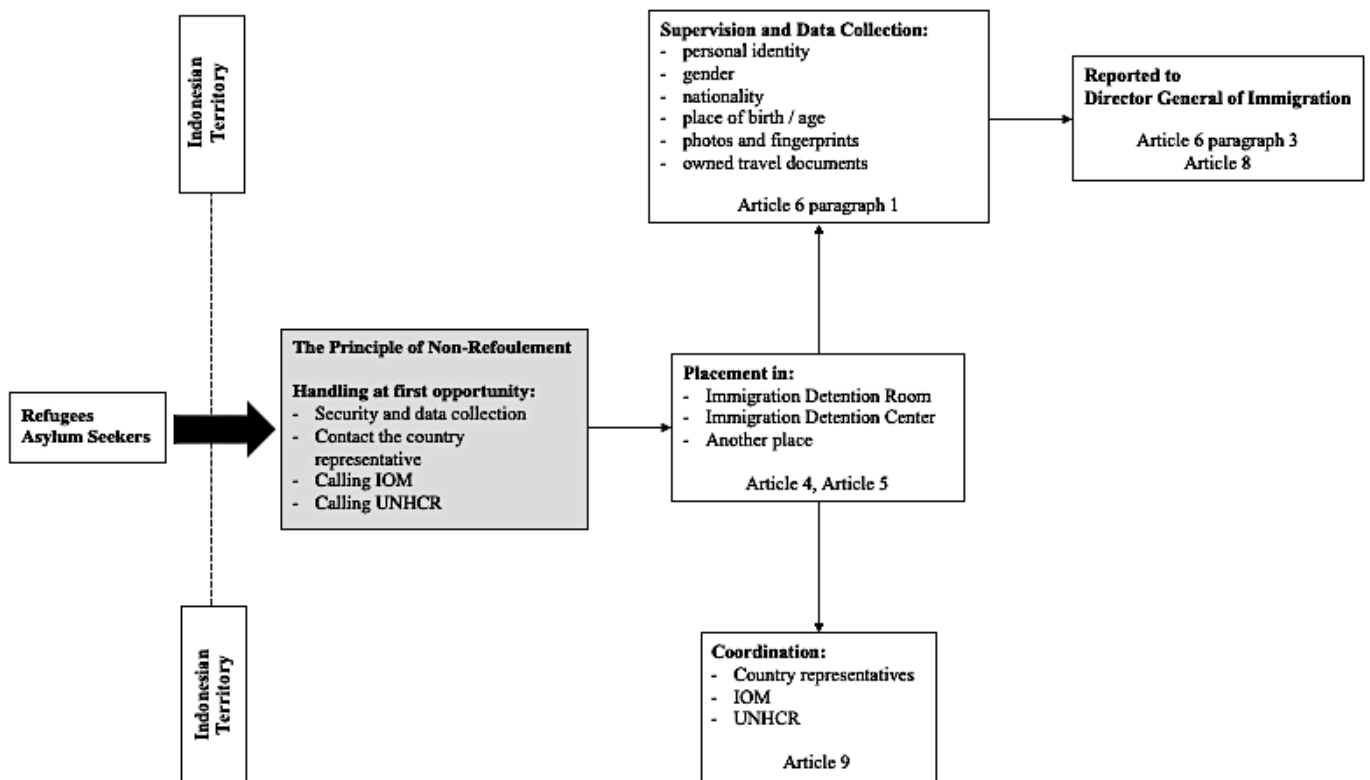 Indonesian
Territory
Supervision and Data Collection:
- personal identity
- gender
- nationality
- place of birth / age
- photos and fingerprints
- owned travel documents
Article 6 paragraph 1
Reported to
Director General of Immigration
Article 6 paragraph 3
Article 8
Refugees
Asylum Seekers
The Principle of Non-Refoulement
Handling at first opportunity:
- Security and data collection
- Contact the country
representative
- Calling IOM
- Calling UNHCR
Placement in:
- Immigration Detention Room
- Immigration Detention Center
- Another place
Article 4, Article 5
Indonesian
Territory
Coordination:
- Country representatives
- IOM
- UNHCR
Article 9